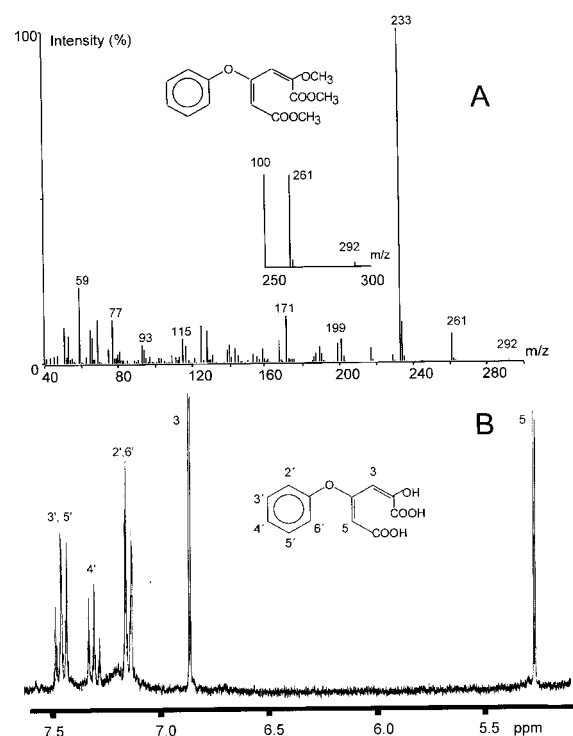 100
Intensity (%)
233
A
O
OCH3
COOCH3
COOCH3
100
261
292
m/z
250
300
59
77
93
115
171
199
261
292
m/z
0
40
80
120
160
200
240
280
3
B
5
2',6'
3', 5'
4'
2'
O
3
3'
OH
4'
COOH
6'
5
5'
COOH
7.5
7.0
6.5
6.0
5.5
ppm